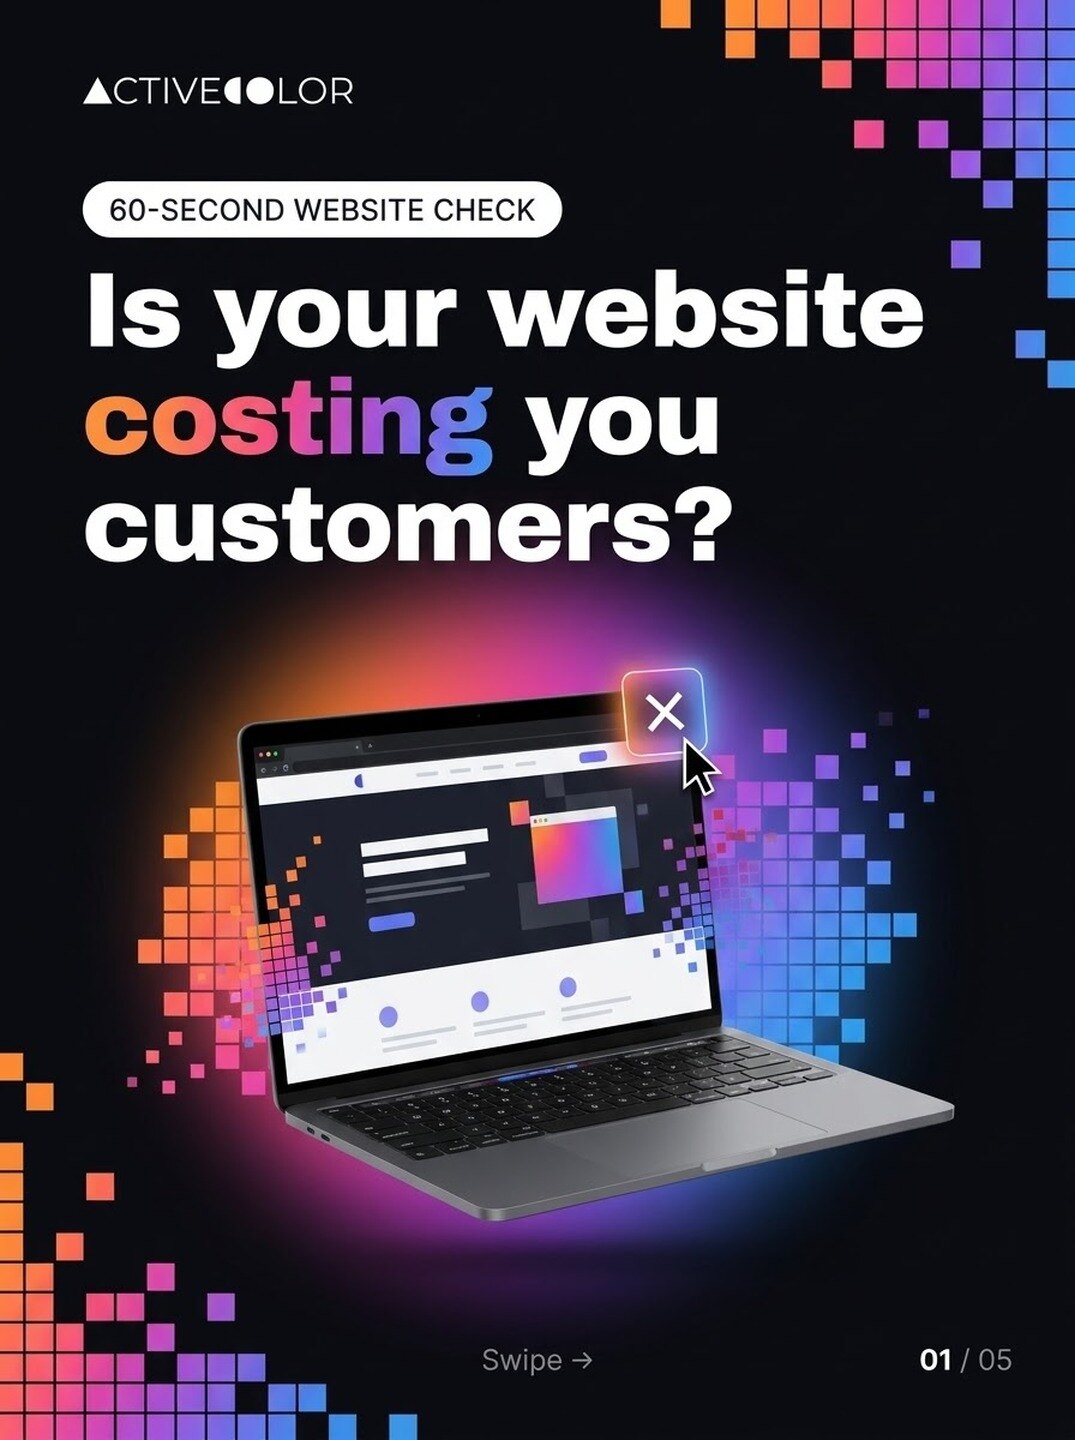 ACTIVECOLOR
60-SECOND WEBSITE CHECK
Is your website
costing you
customers?
Swipe →
01 / 05